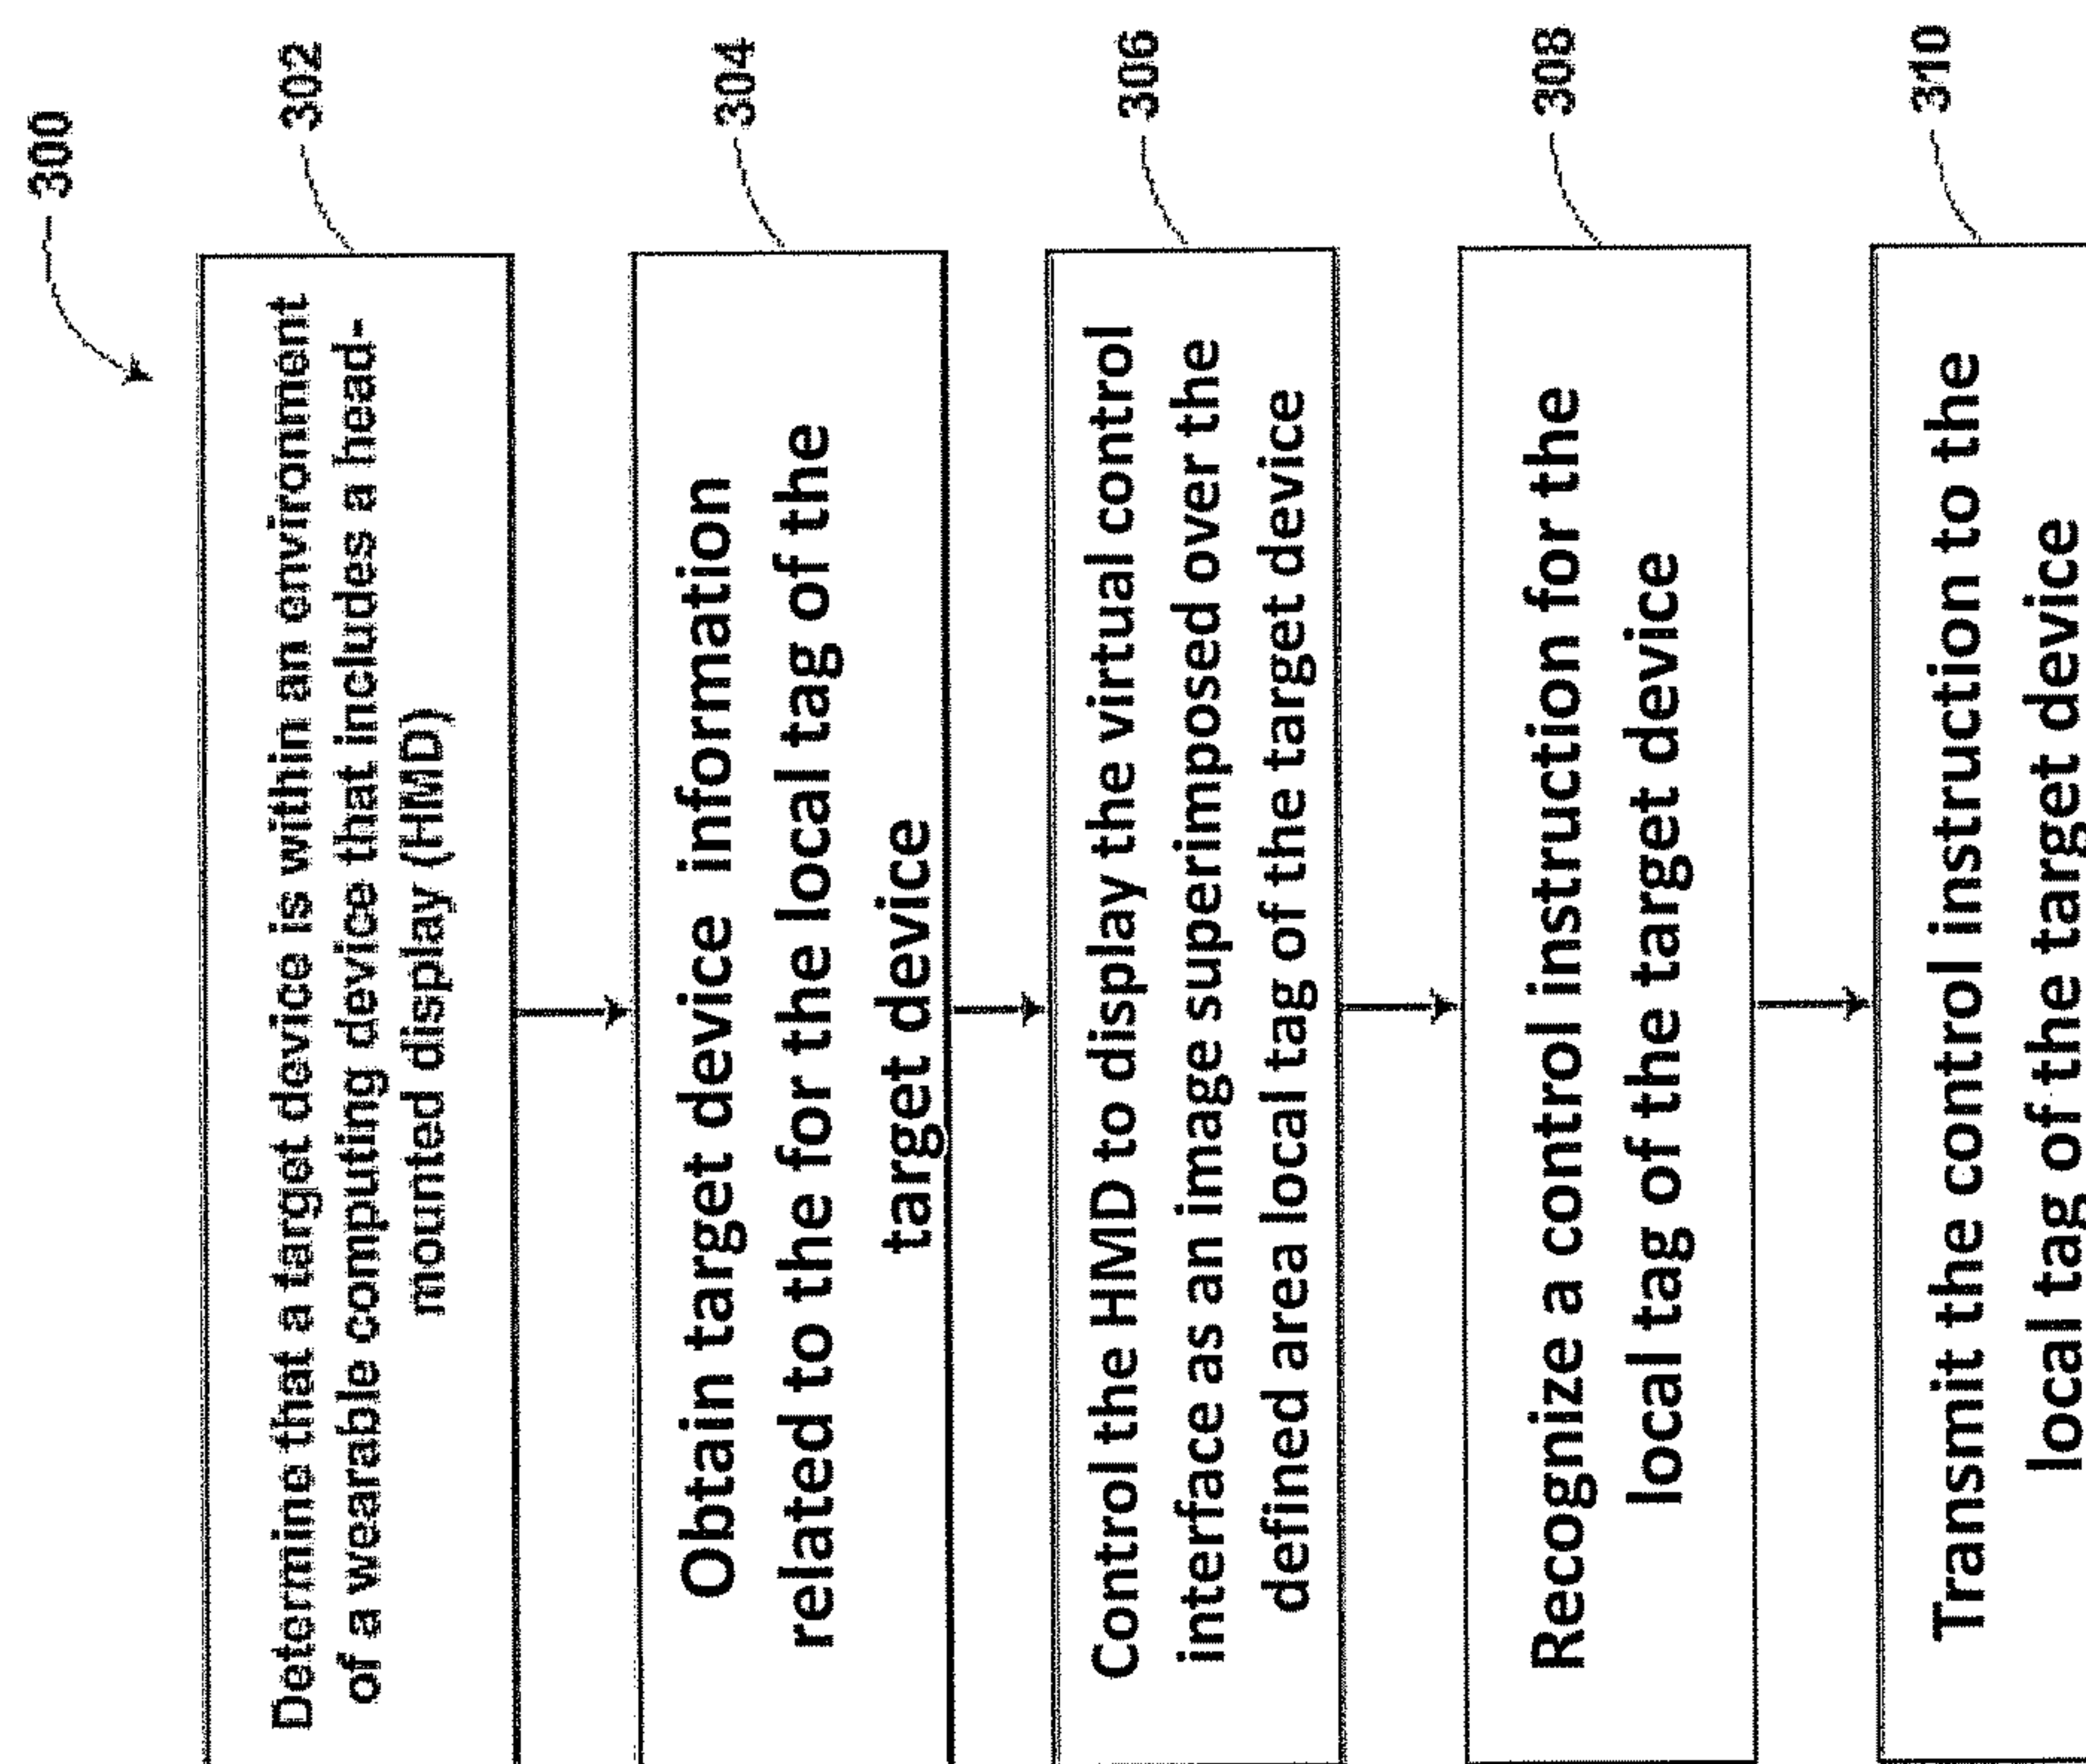 300
302
Determine that a target device is within an environment
of a wearable computing device that includes a head-
mounted display (HMD)
304
Obtain target device information
related to the for the local tag of the
target device
306
Control the HMD to display the virtual control
interface as an image superimposed over the
defined area local tag of the target device
308
Recognize a control instruction for the
local tag of the target device
310
Transmit the control instruction to the
local tag of the target device